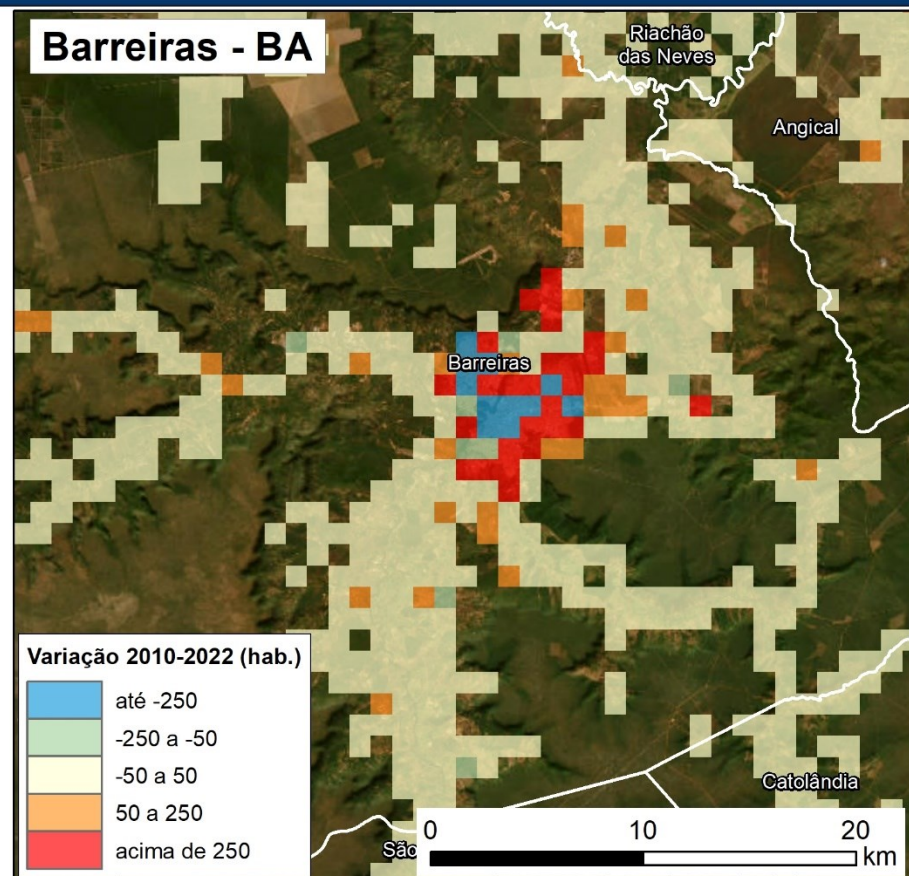 Barreiras - BA
Riachão
das Neves
Angical
Barreiras
Variação 2010-2022 (hab.)
até -250
-250 a -50
-50 a 50
50 a 250
acima de 250
Catolândia
São
0 10 20
km